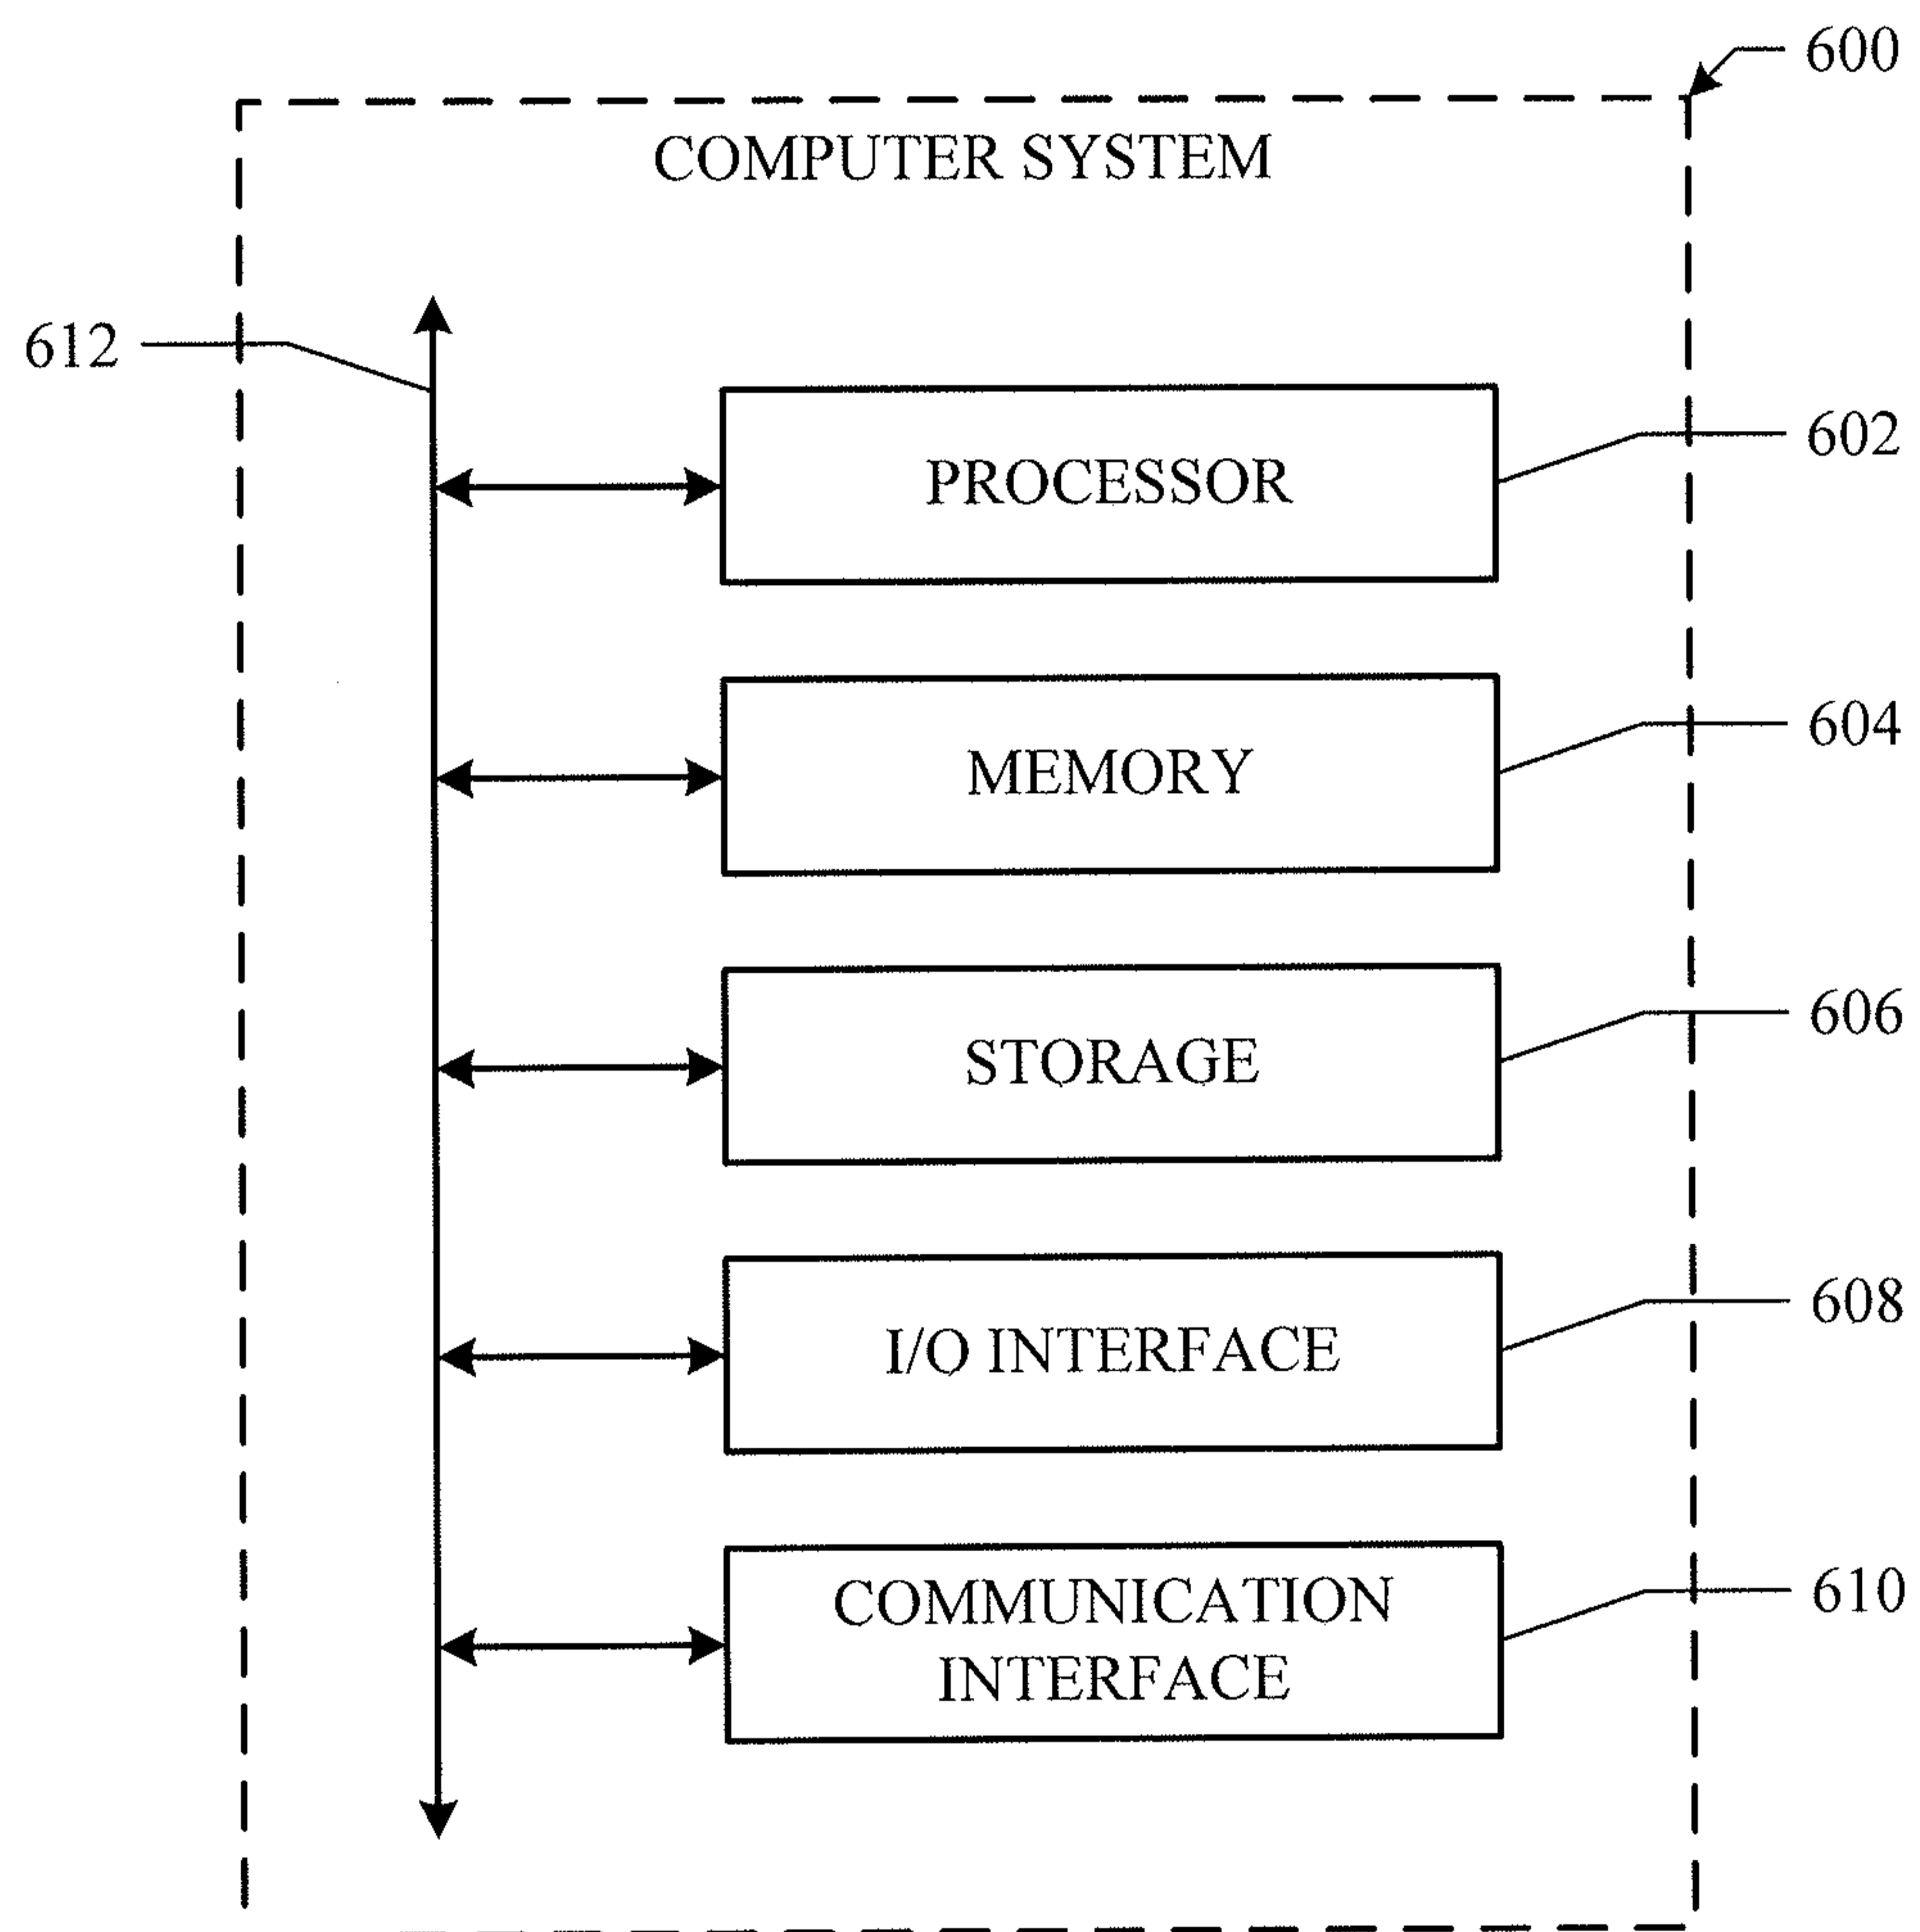 600
COMPUTER SYSTEM
612
602
PROCESSOR
604
MEMORY
606
STORAGE
608
I/O INTERFACE
610
COMMUNICATION
INTERFACE